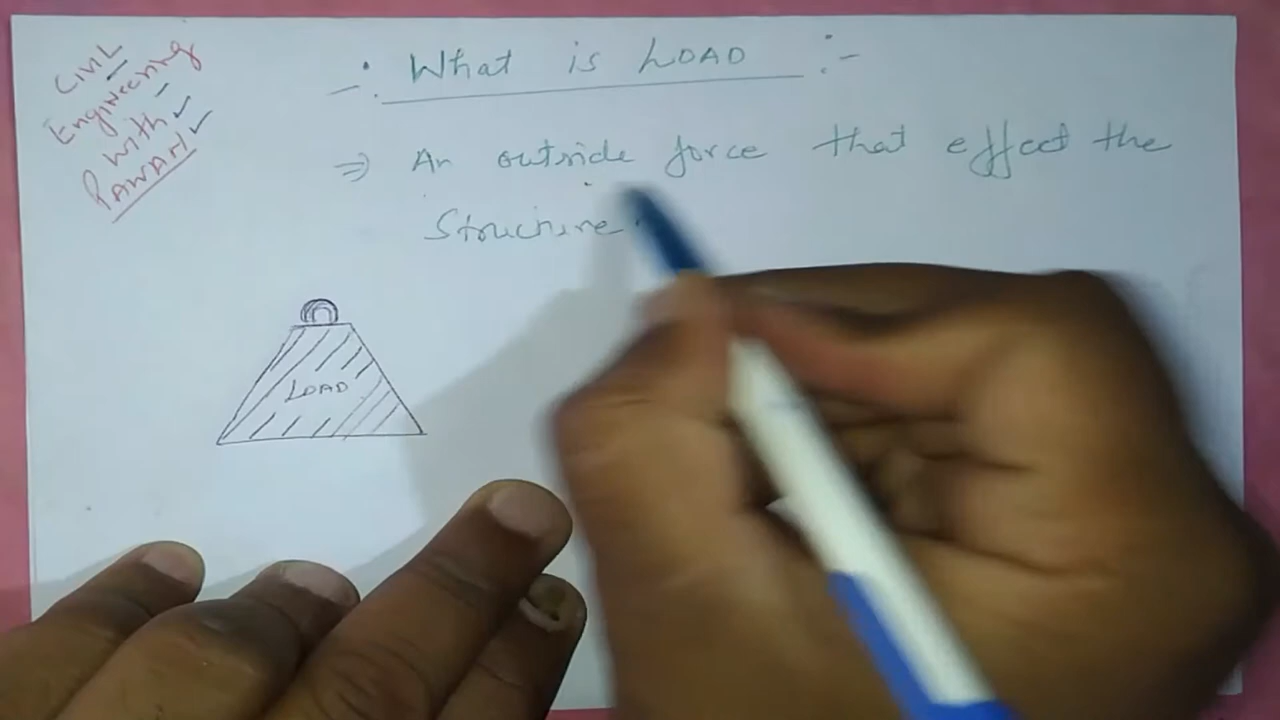 Civil
Engineering
with
PAWAN
What is LOAD
⇒ An outside force that effect the
Structure
LOAD